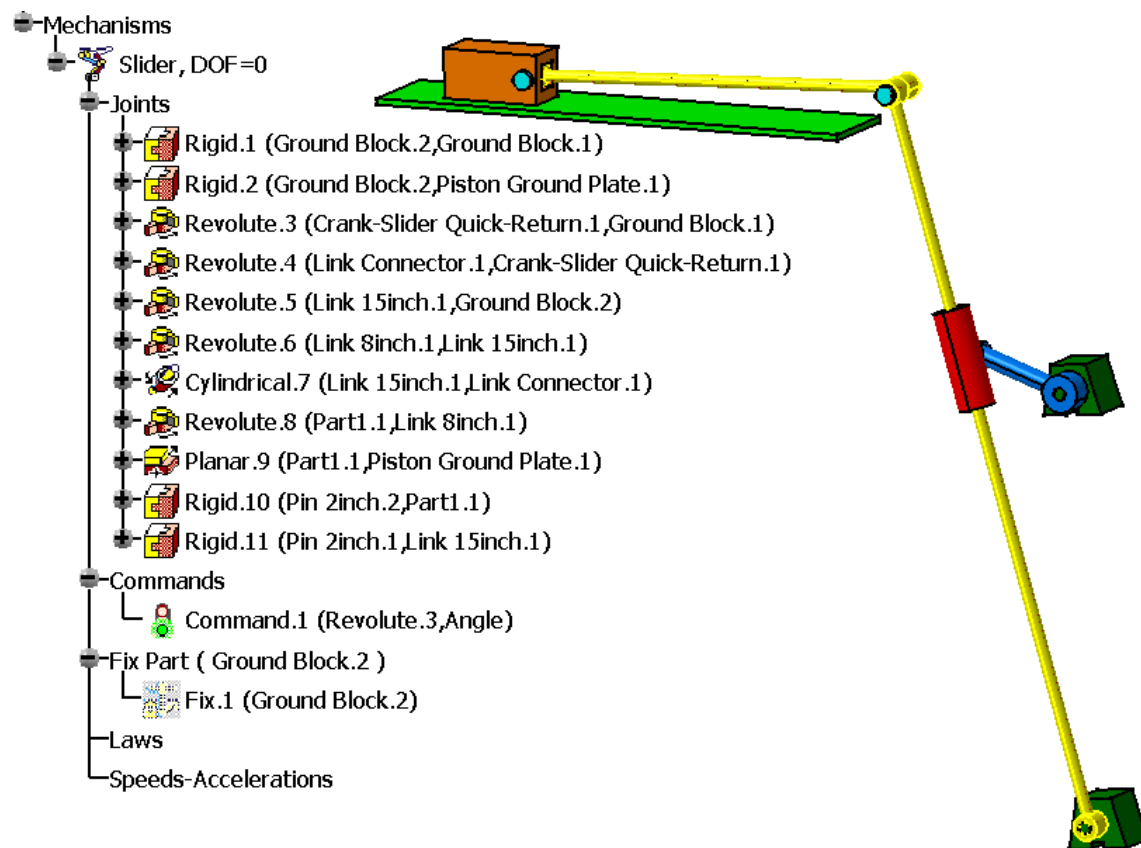 Mechanisms
Slider, DOF=0
Joints
Rigid.1 (Ground Block.2,Ground Block.1)
Rigid.2 (Ground Block.2,Piston Ground Plate.1)
Revolute.3 (Crank-Slider Quick-Return.1,Ground Block.1)
Revolute.4 (Link Connector.1,Crank-Slider Quick-Return.1)
Revolute.5 (Link 15inch.1,Ground Block.2)
Revolute.6 (Link 8inch.1,Link 15inch.1)
Cylindrical.7 (Link 15inch.1,Link Connector.1)
Revolute.8 (Part1.1,Link 8inch.1)
Planar.9 (Part1.1,Piston Ground Plate.1)
Rigid.10 (Pin 2inch.2,Part1.1)
Rigid.11 (Pin 2inch.1,Link 15inch.1)
Commands
Command.1 (Revolute.3,Angle)
Fix Part ( Ground Block.2 )
Fix.1 (Ground Block.2)
Laws
Speeds-Accelerations